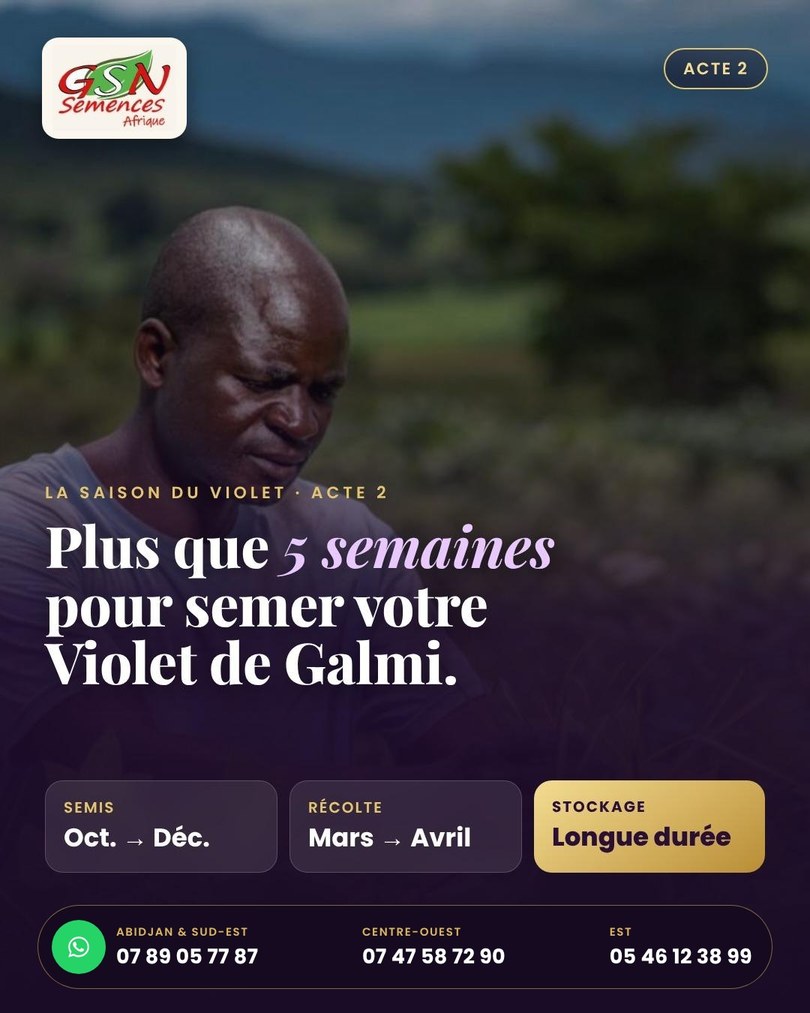 GSN
Semences
Afrique
ACTE 2
LA SAISON DU VIOLET · ACTE 2
Plus que 5 semaines
pour semer votre
Violet de Galmi.
SEMIS
Oct. → Déc.
RÉCOLTE
Mars → Avril
STOCKAGE
Longue durée
ABIDJAN & SUD-EST
07 89 05 77 87
CENTRE-OUEST
07 47 58 72 90
EST
05 46 12 38 99